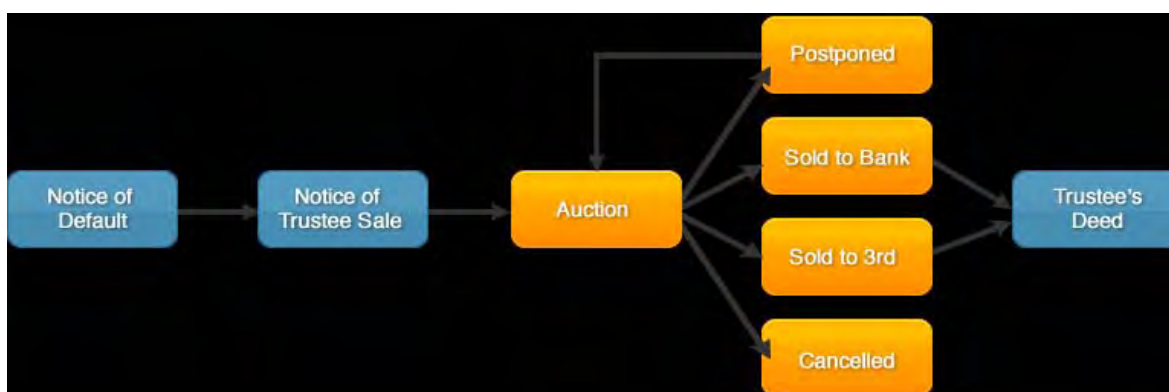 Postponed
Sold to Bank
Notice of
Default
Notice of
Trustee Sale
Auction
Trustee's
Deed
Sold to 3rd
Cancelled